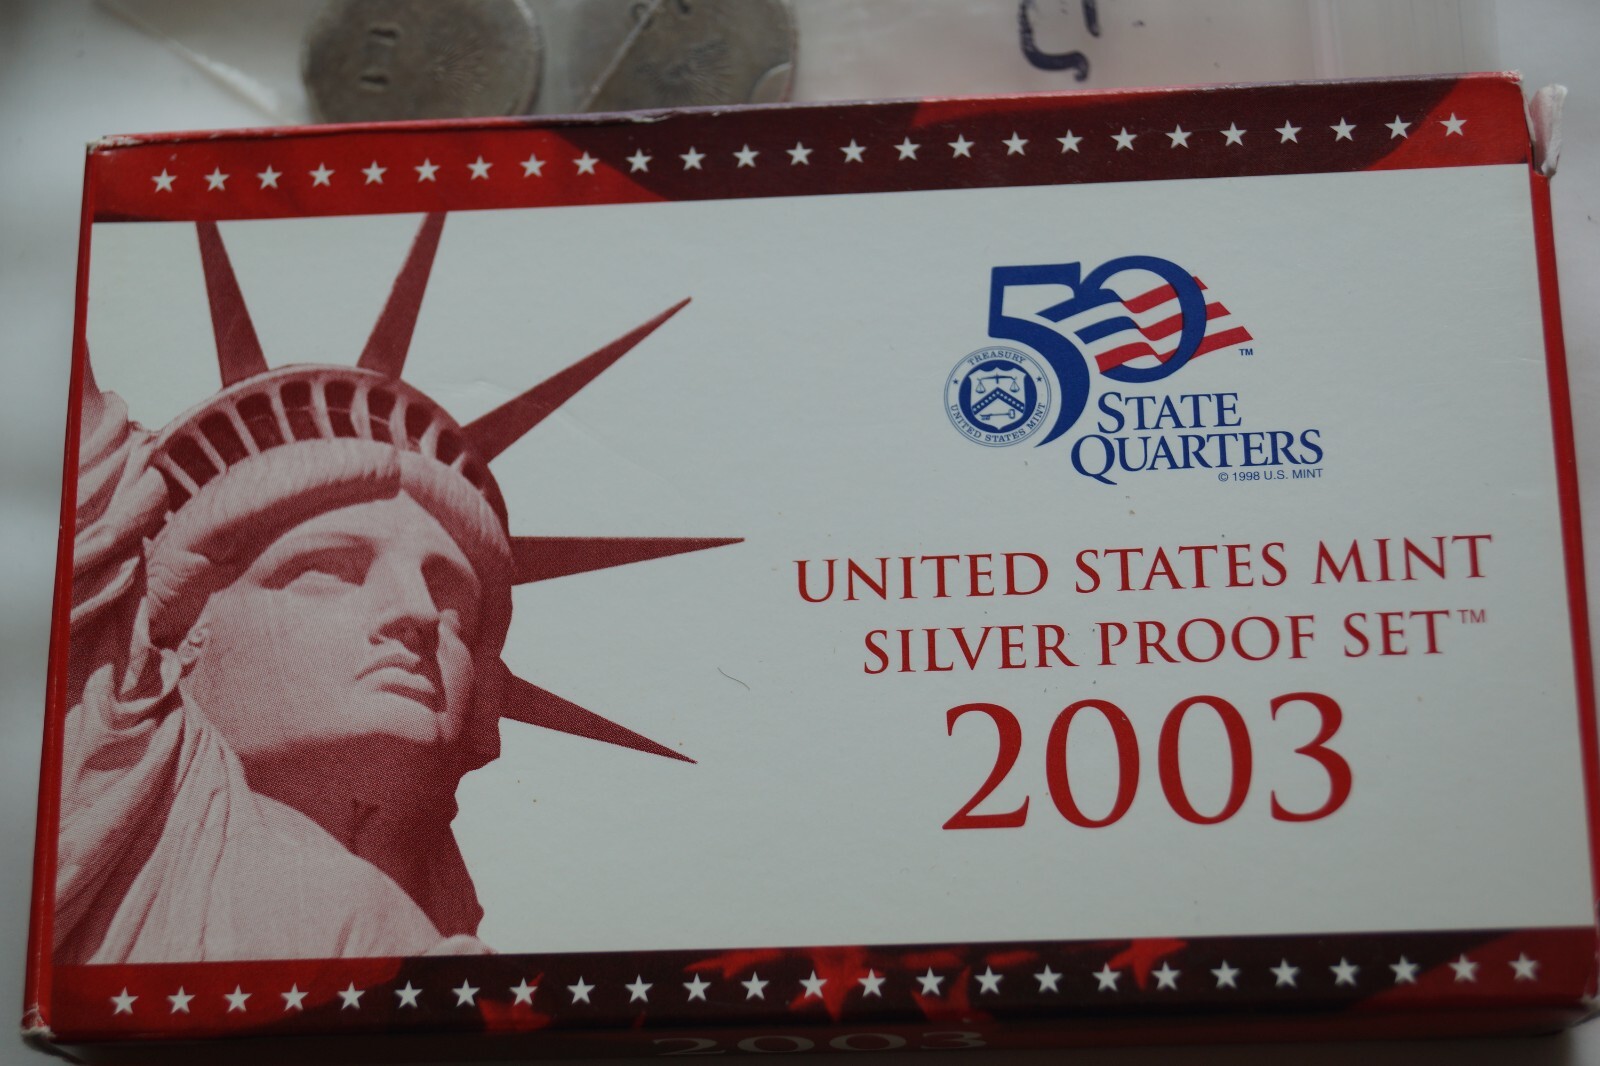 50
TM
TREASURY
UNITED STATES MINT
STATE
QUARTERS
© 1998 U.S. MINT
UNITED STATES MINT
SILVER PROOF SET™
2003
2003